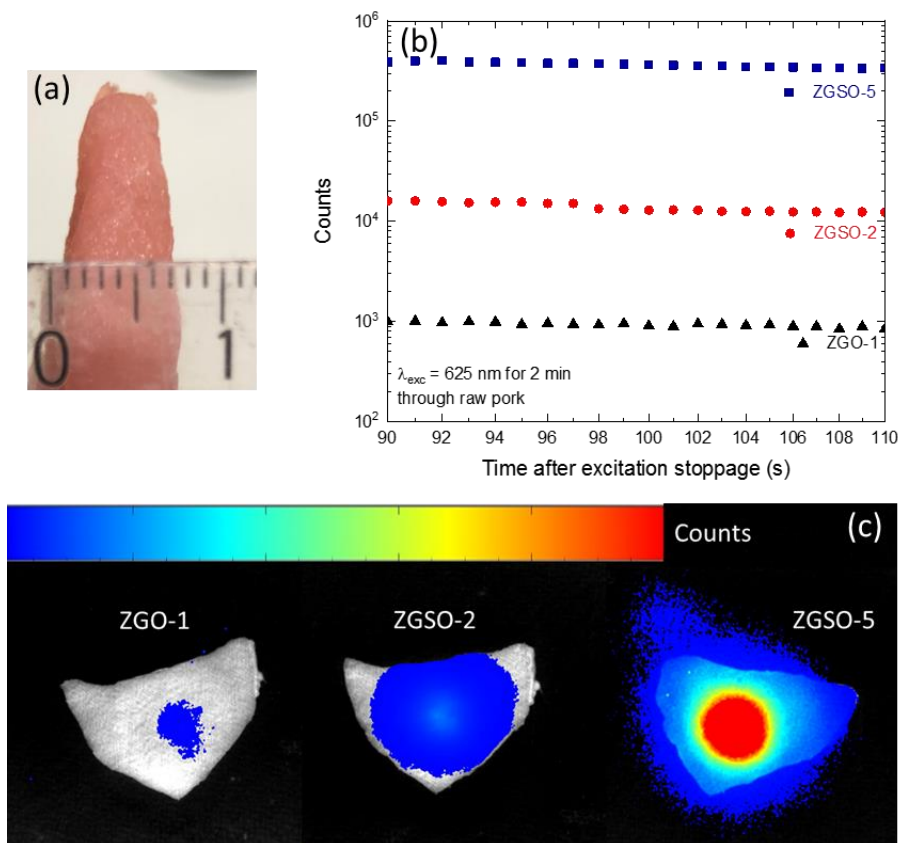 (a)
0 1
(b)
10⁶
10⁵
10⁴
10³
10²
Counts
ZGSO-5
ZGSO-2
ZGO-1
λexc = 625 nm for 2 min
through raw pork
90 92 94 96 98 100 102 104 106 108 110
Time after excitation stoppage (s)
Counts (c)
ZGO-1 ZGSO-2 ZGSO-5